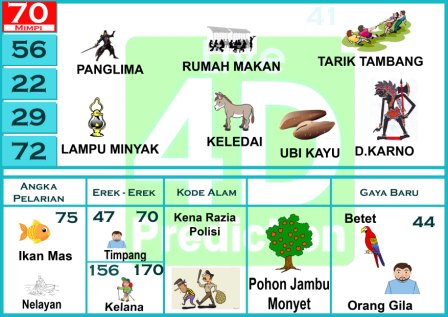 70
MIMPI
41
56
22
29
72
PANGLIMA
RUMAH MAKAN
TARIK TAMBANG
LAMPU MINYAK
KELEDAI
UBI KAYU
D.KARNO
4D
Prediction
ANGKA
PELARIAN
EREK - EREK
KODE ALAM
GAYA BARU
75
Ikan Mas
Nelayan
47 70
Timpang
156 170
Kelana
Kena Razia
Polisi
Pohon Jambu
Monyet
Betet
44
Orang Gila